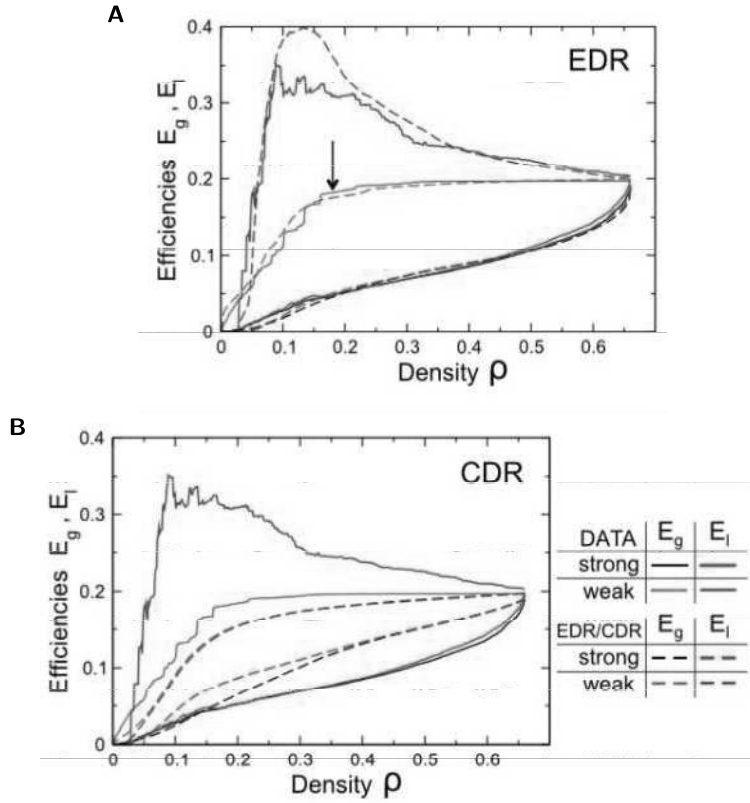 A
EDR
Efficiencies E_g , E_l
0.4
0.3
0.2
0.1
0
0 0.1 0.2 0.3 0.4 0.5 0.6
Density ρ
B
CDR
Efficiencies E_g , E_l
0.4
0.3
0.2
0.1
0
0 0.1 0.2 0.3 0.4 0.5 0.6
Density ρ
DATA E_g E_l
strong
weak
EDR/CDR E_g E_l
strong
weak